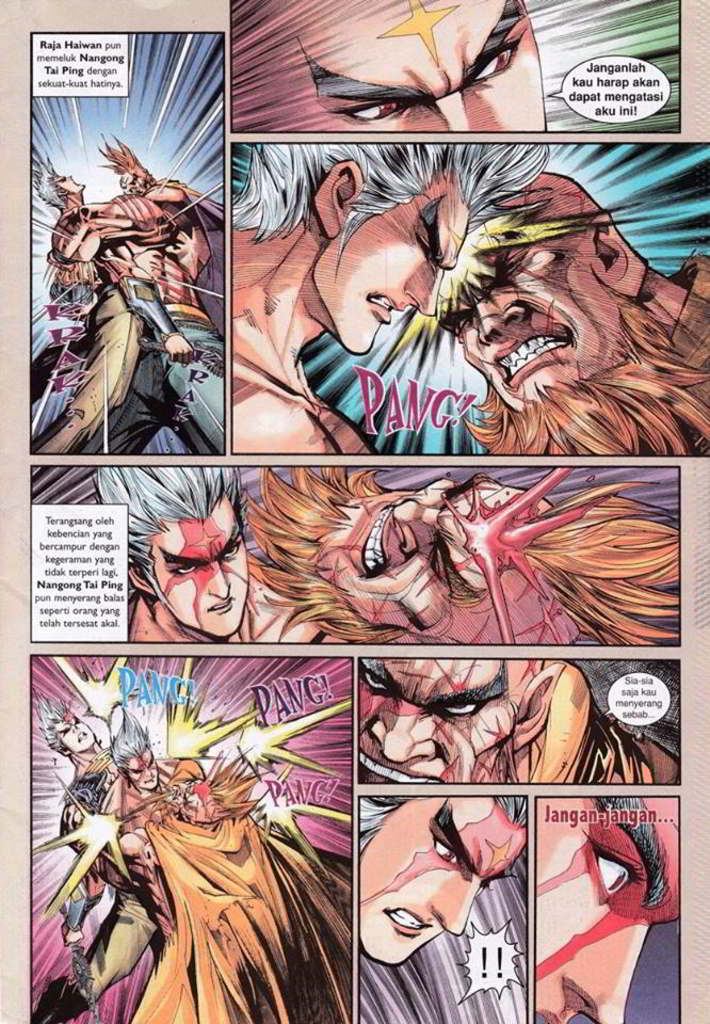 Raja Haiwan pun
memeluk Nangong
Tai Ping dengan
sekuat-kuat hatinya.
Janganlah
kau harap akan
dapat mengatasi
aku ini!
KRAK
KRAK...
KRAK
KRAK...
PANG!
Terangsang oleh
kebencian yang
bercampur dengan
kegeraman yang
tidak terperi lagi,
Nangong Tai Ping
pun menyerang balas
seperti orang yang
telah tersesat akal.
PANG!
PANG!
PANG!
Sia-sia
saja kau
menyerang
sebab...
!!
Jangan-jangan...